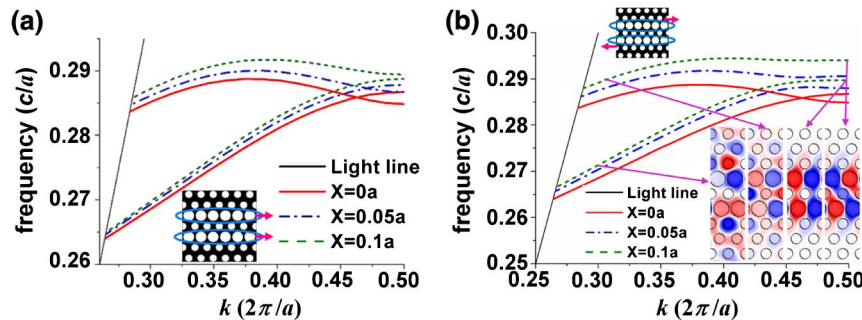 (a)
frequency (c/a)
0.29
0.28
0.27
0.26
0.30
0.35
0.40
0.45
0.50
k (2π/a)
Light line
X=0a
X=0.05a
X=0.1a
(b)
frequency (c/a)
0.30
0.29
0.28
0.27
0.26
0.25
0.25
0.30
0.35
0.40
0.45
0.50
k (2π/a)
Light line
X=0a
X=0.05a
X=0.1a